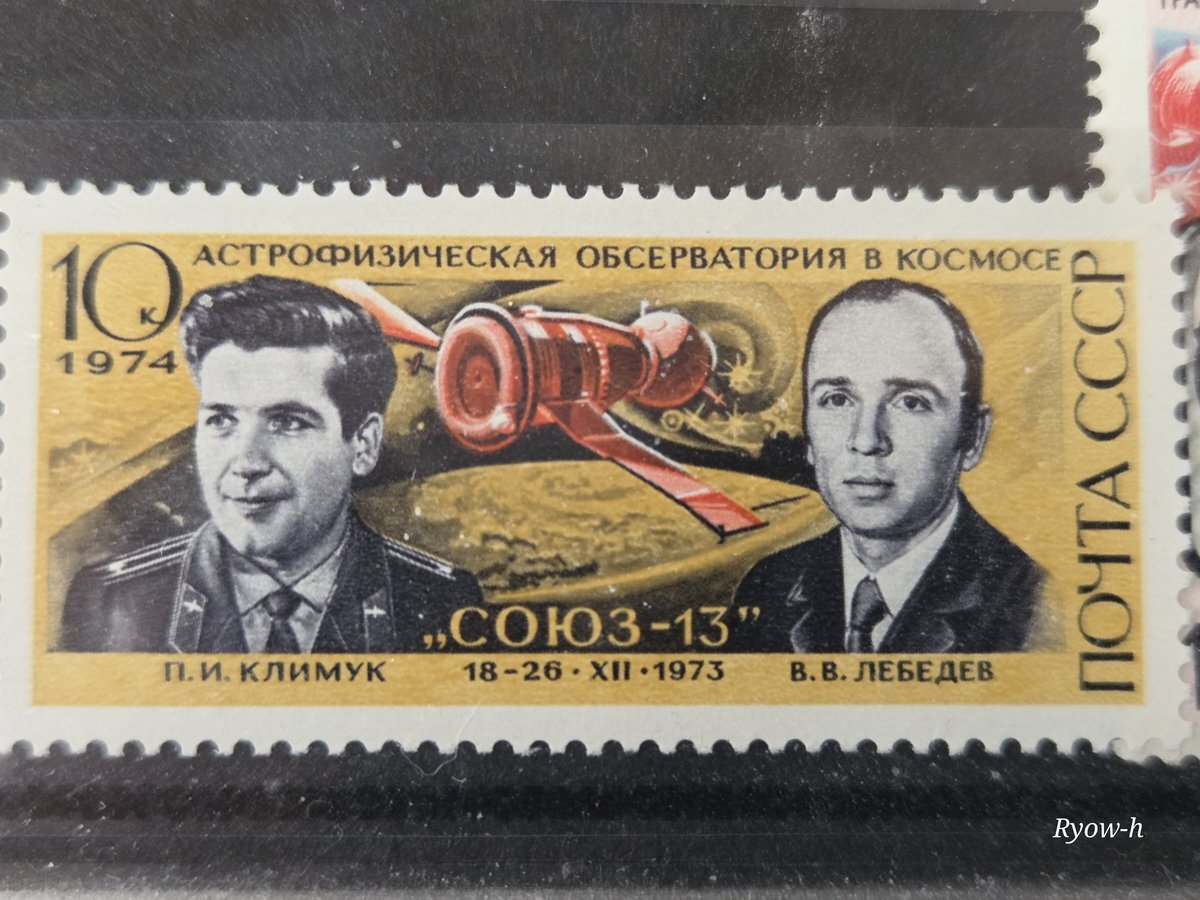 10 к
1974
АСТРОФИЗИЧЕСКАЯ ОБСЕРВАТОРИЯ В КОСМОСЕ
ПОЧТА СССР
„СОЮЗ-13”
П.И. КЛИМУК 18-26·XII·1973 В.В. ЛЕБЕДЕВ
Ryow-h